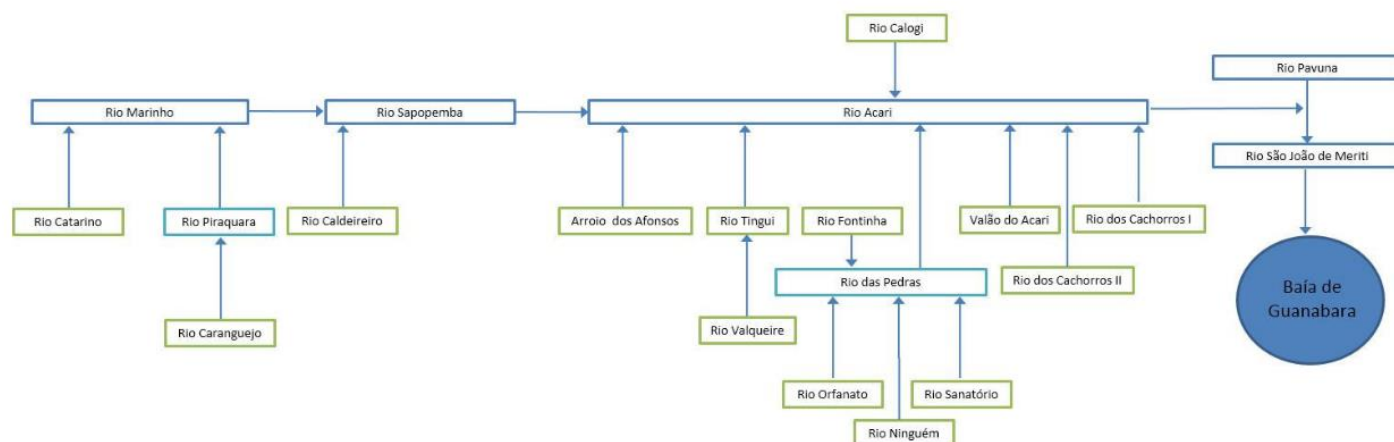 Rio Calogi
Rio Pavuna
Rio Marinho
Rio Sapopemba
Rio Acari
Rio São João de Meriti
Rio Catarino
Rio Piraquara
Rio Caldeireiro
Arroio dos Afonsos
Rio Tingui
Rio Fontinha
Valão do Acari
Rio dos Cachorros I
Rio das Pedras
Rio dos Cachorros II
Baía de
Guanabara
Rio Caranguejo
Rio Valqueire
Rio Orfanato
Rio Sanatório
Rio Ninguém